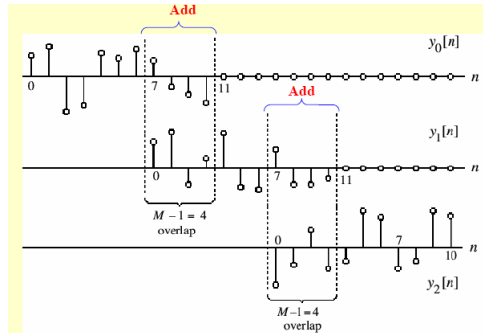 Add
y0[n]
0
7
11
n
Add
y1[n]
0
7
11
n
M – 1 = 4
overlap
0
7
10
n
y2[n]
M – 1 = 4
overlap